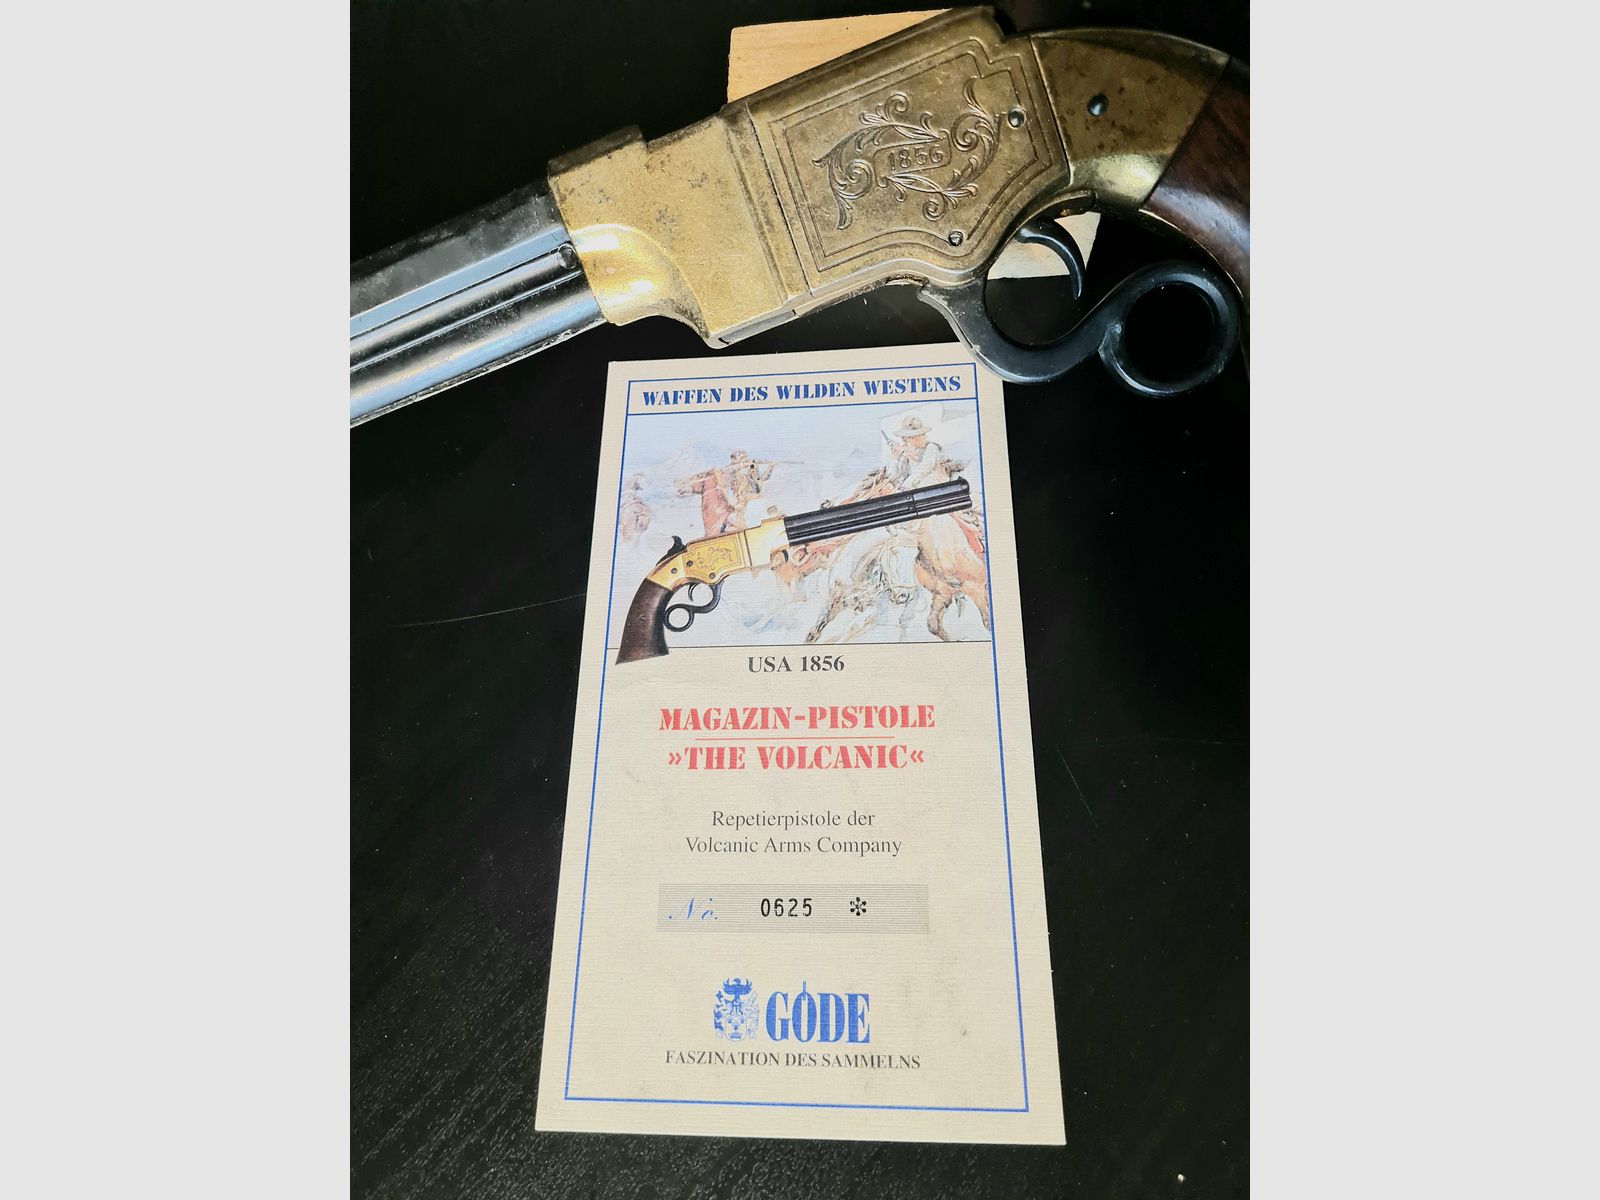 1856
WAFFEN DES WILDEN WESTENS
USA 1856
MAGAZIN-PISTOLE
»THE VOLCANIC«
Repetierpistole der
Volcanic Arms Company
No. 0625 *
GÖDE
FASZINATION DES SAMMELNS